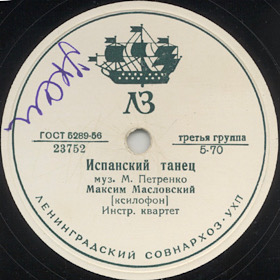 ЛЗ
ГОСТ 5289-56
23752
третья группа
5-70
Испанский танец
муз. М. Петренко
Максим Масловский
[ксилофон]
Инстр. квартет
ЛЕНИНГРАДСКИЙ СОВНАРХОЗ·УХП